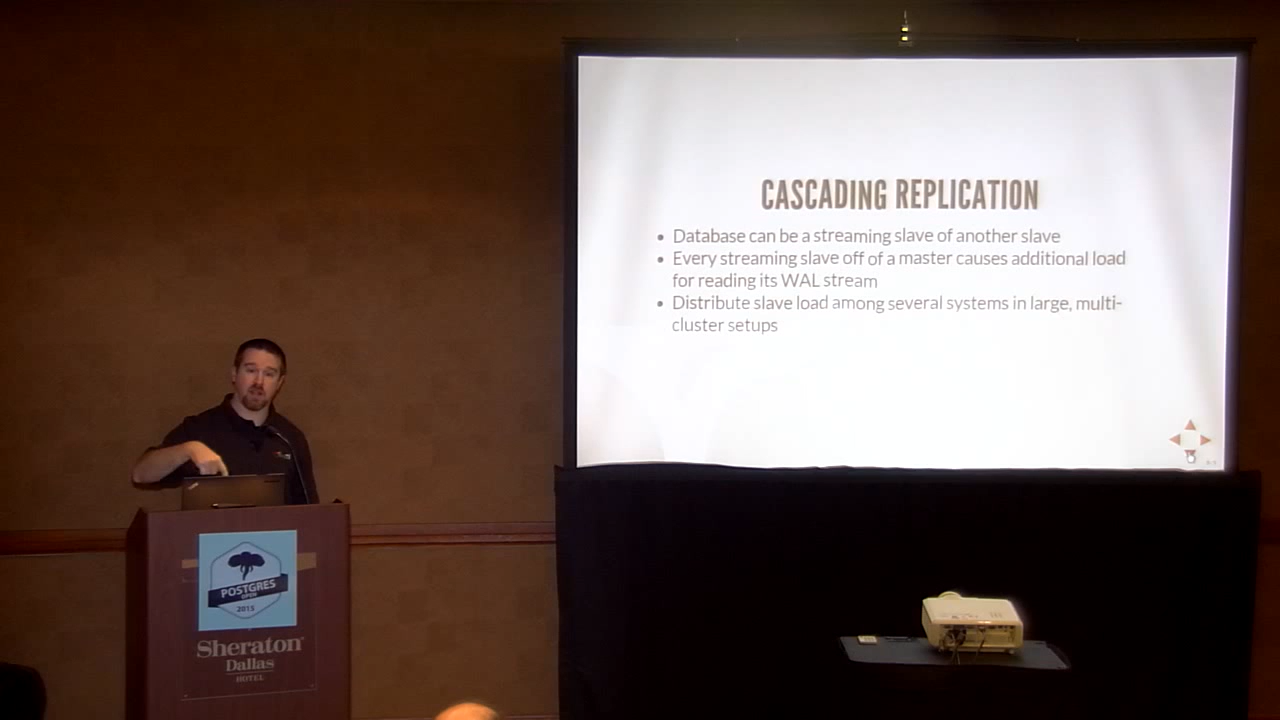 CASCADING REPLICATION
• Database can be a streaming slave of another slave
• Every streaming slave off of a master causes additional load
for reading its WAL stream
• Distribute slave load among several systems in large, multi-
cluster setups
POSTGRES
OPEN
2015
Sheraton
Dallas
HOTEL